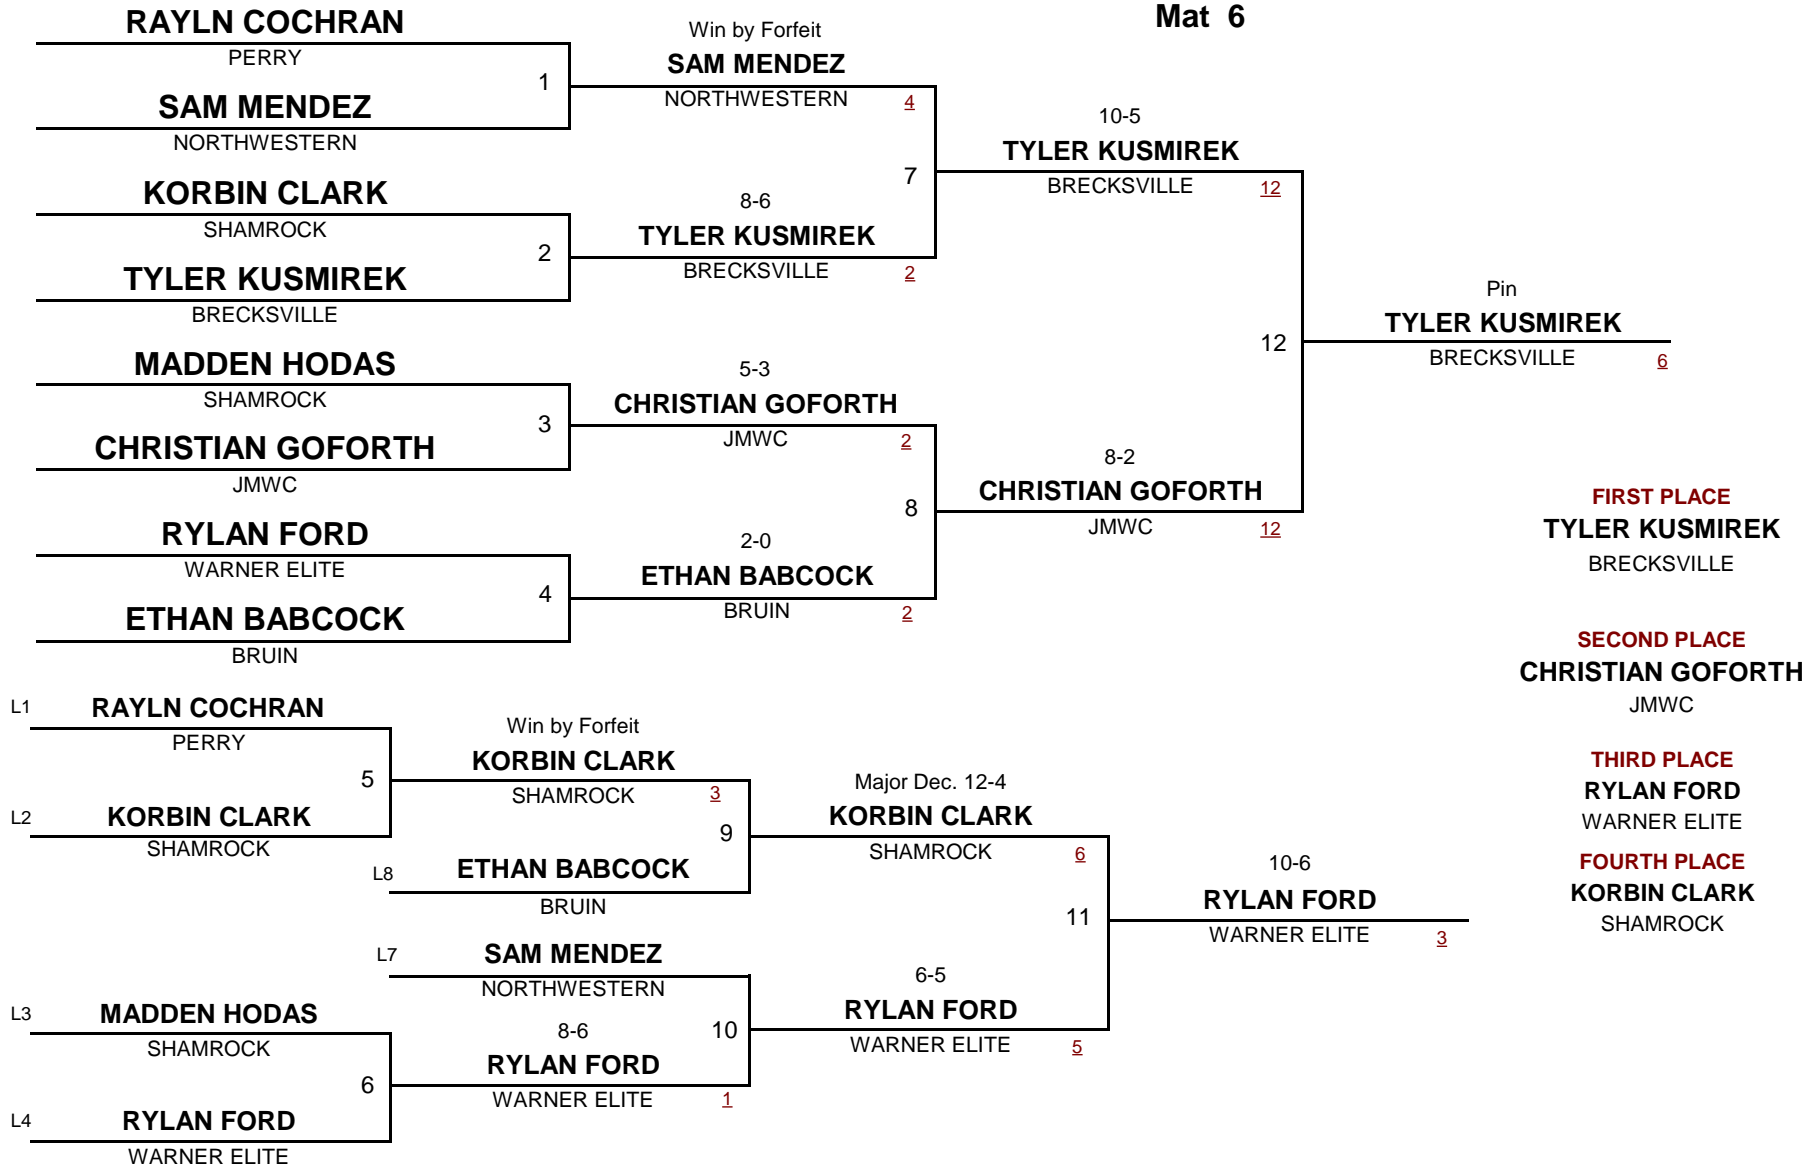 Mat 6
RAYLN COCHRAN
PERRY
1
SAM MENDEZ
NORTHWESTERN
KORBIN CLARK
SHAMROCK
2
TYLER KUSMIREK
BRECKSVILLE
MADDEN HODAS
SHAMROCK
3
CHRISTIAN GOFORTH
JMWC
RYLAN FORD
WARNER ELITE
4
ETHAN BABCOCK
BRUIN
Win by Forfeit
SAM MENDEZ
NORTHWESTERN 4
7
8-6
TYLER KUSMIREK
BRECKSVILLE 2
5-3
CHRISTIAN GOFORTH
JMWC 2
8
2-0
ETHAN BABCOCK
BRUIN 2
10-5
TYLER KUSMIREK
BRECKSVILLE 12
12
8-2
CHRISTIAN GOFORTH
JMWC 12
Pin
TYLER KUSMIREK
BRECKSVILLE 6
FIRST PLACE
TYLER KUSMIREK
BRECKSVILLE
SECOND PLACE
CHRISTIAN GOFORTH
JMWC
THIRD PLACE
RYLAN FORD
WARNER ELITE
FOURTH PLACE
KORBIN CLARK
SHAMROCK
L1 RAYLN COCHRAN
PERRY
5
L2 KORBIN CLARK
SHAMROCK
L3 MADDEN HODAS
SHAMROCK
6
L4 RYLAN FORD
WARNER ELITE
Win by Forfeit
KORBIN CLARK
SHAMROCK 3
9
L8 ETHAN BABCOCK
BRUIN
L7 SAM MENDEZ
NORTHWESTERN
10
8-6
RYLAN FORD
WARNER ELITE 1
Major Dec. 12-4
KORBIN CLARK
SHAMROCK 6
11
6-5
RYLAN FORD
WARNER ELITE 5
10-6
RYLAN FORD
WARNER ELITE 3